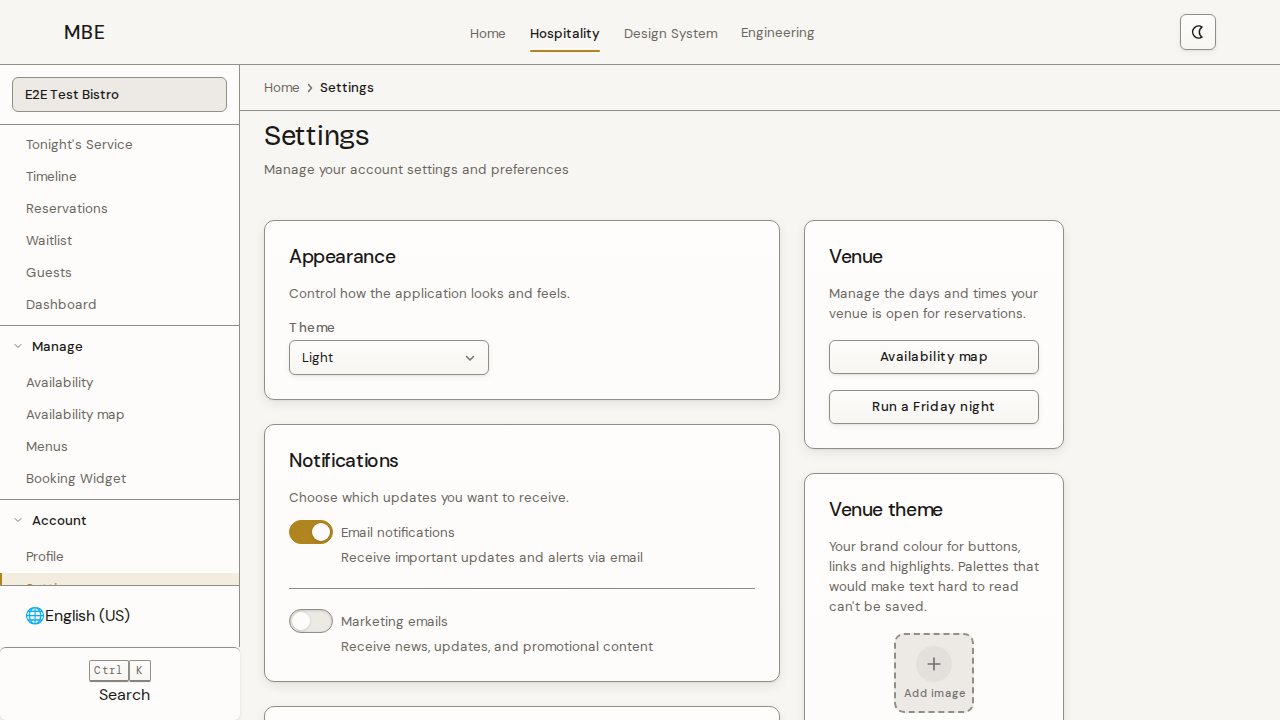 MBE
Home
Hospitality
Design System
Engineering
E2E Test Bistro
Tonight's Service
Timeline
Reservations
Waitlist
Guests
Dashboard
Manage
Availability
Availability map
Menus
Booking Widget
Account
Profile
🌐English (US)
Ctrl K
Search
Home > Settings
Settings
Manage your account settings and preferences
Appearance
Control how the application looks and feels.
Theme
Light
Notifications
Choose which updates you want to receive.
Email notifications
Receive important updates and alerts via email
Marketing emails
Receive news, updates, and promotional content
Venue
Manage the days and times your
venue is open for reservations.
Availability map
Run a Friday night
Venue theme
Your brand colour for buttons,
links and highlights. Palettes that
would make text hard to read
can't be saved.
Add image